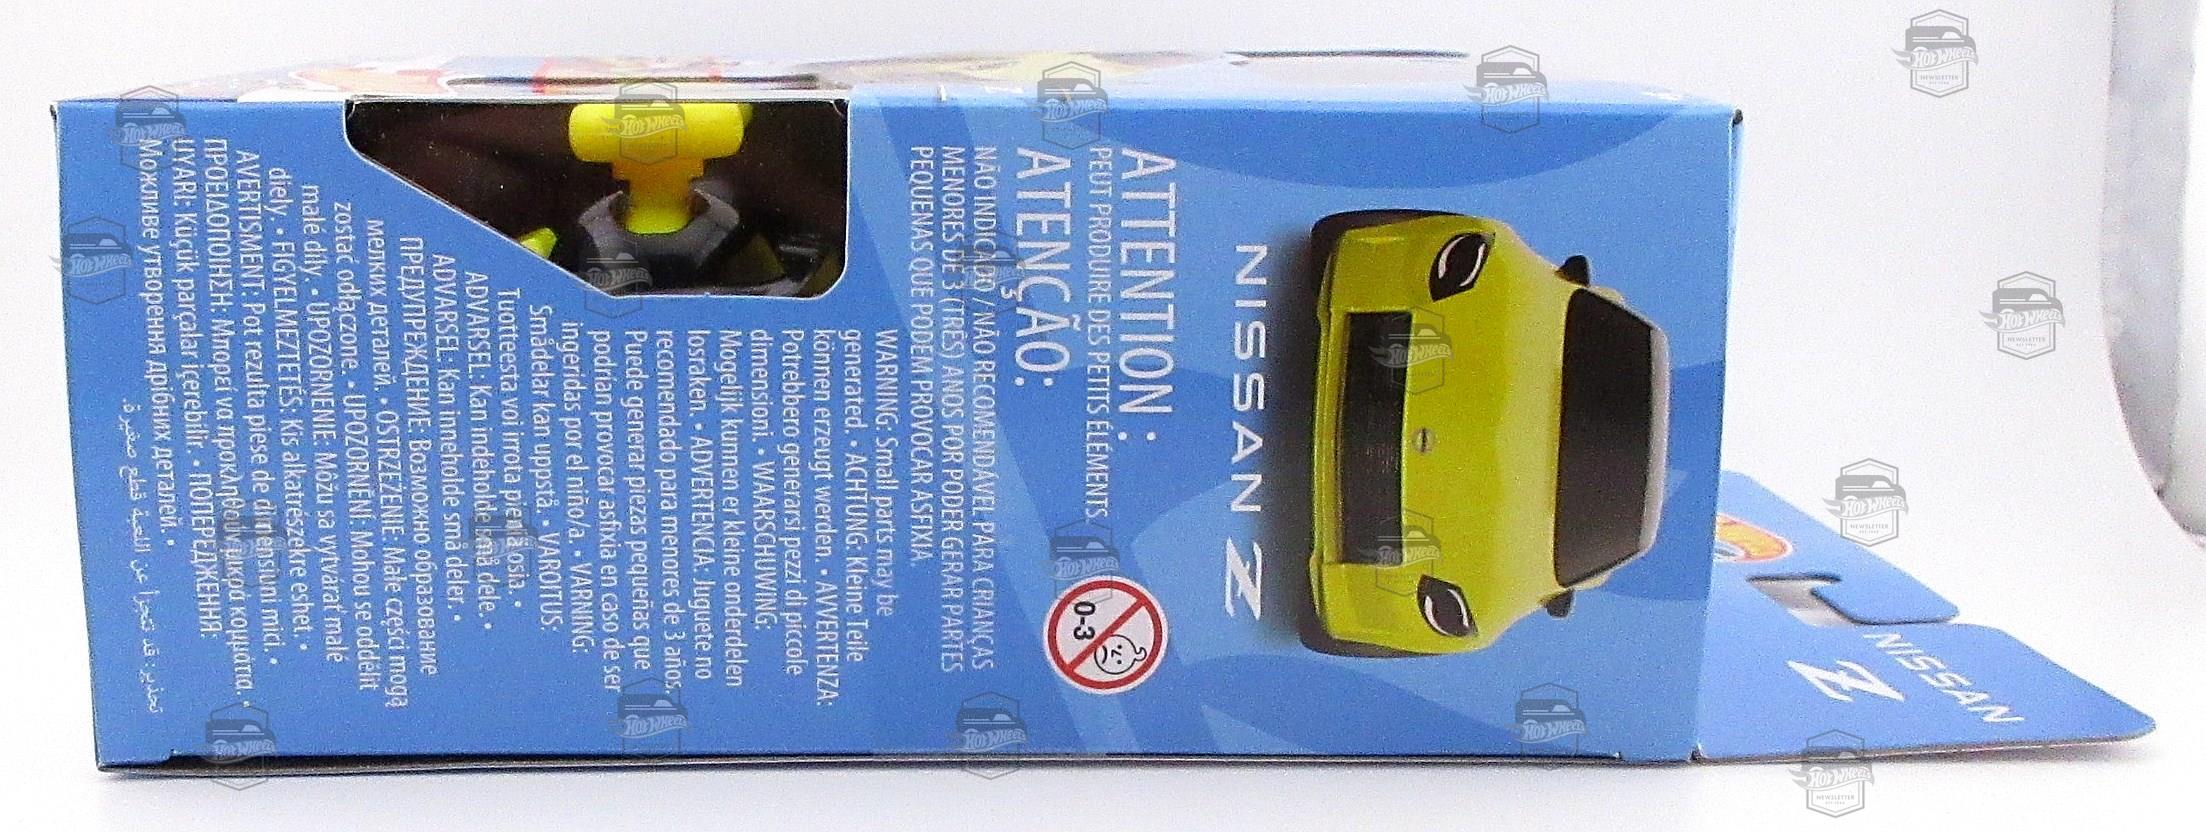 NISSAN Z
ATTENTION :
PEUT PRODUIRE DES PETITS ÉLÉMENTS.
ATENÇÃO:
NÃO INDICADO / NÃO RECOMENDÁVEL PARA CRIANÇAS
MENORES DE 3 (TRÊS) ANOS POR PODER GERAR PARTES
PEQUENAS QUE PODEM PROVOCAR ASFIXIA.
0-3
WARNING: Small parts may be
generated. • ACHTUNG: Kleine Teile
können erzeugt werden. • AVVERTENZA:
Potrebbero generarsi pezzi di piccole
dimensioni. • WAARSCHUWING:
Mogelijk kunnen er kleine onderdelen
losraken. • ADVERTENCIA. Juguete no
recomendado para menores de 3 años.
Puede generar piezas pequeñas que
podrían provocar asfixia en caso de ser
ingeridas por el niño/a. • VARNING:
Smådelar kan uppstå. • VAROITUS:
Tuotteesta voi irrota pieniä osia. •
ADVARSEL: Kan indeholde små dele. •
ADVARSEL: Kan inneholde små deler. •
ПРЕДУПРЕЖДЕНИЕ: Возможно образование
мелких деталей. • OSTRZEŻENIE: Małe części mogą
zostać odłączone. • UPOZORNĚNÍ: Mohou se oddělit
malé díly. • UPOZORNENIE: Môžu sa vytvárať malé
diely. • FIGYELMEZTETÉS: Kis alkatrészekre eshet. •
AVERTISMENT: Pot rezulta piese de dimensiuni mici. •
ΠΡΟΕΙΔΟΠΟΙΗΣΗ: Μπορεί να προκληθούν μικρά κομμάτια. •
UYARI: Küçük parçalar içerebilir. • ПОПЕРЕДЖЕННЯ:
Можливе утворення дрібних деталей. •
تحذير: قد تتجزأ عن اللعبة قطع صغيرة.
NISSAN
Z
Hot Wheels
NEWSLETTER